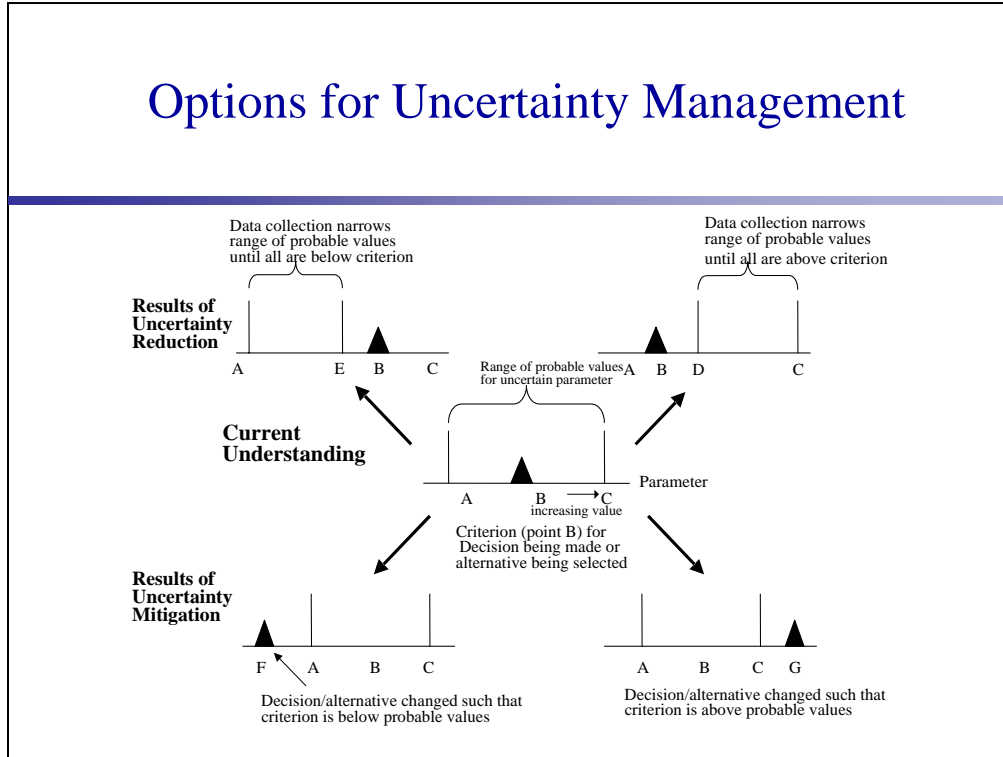 Options for Uncertainty Management
Data collection narrows
range of probable values
until all are below criterion
Data collection narrows
range of probable values
until all are above criterion
Results of
Uncertainty
Reduction
A E B C
A B D C
Range of probable values
for uncertain parameter
Current
Understanding
Parameter
A B C
increasing value
Criterion (point B) for
Decision being made or
alternative being selected
Results of
Uncertainty
Mitigation
F A B C
A B C G
Decision/alternative changed such that
criterion is below probable values
Decision/alternative changed such that
criterion is above probable values